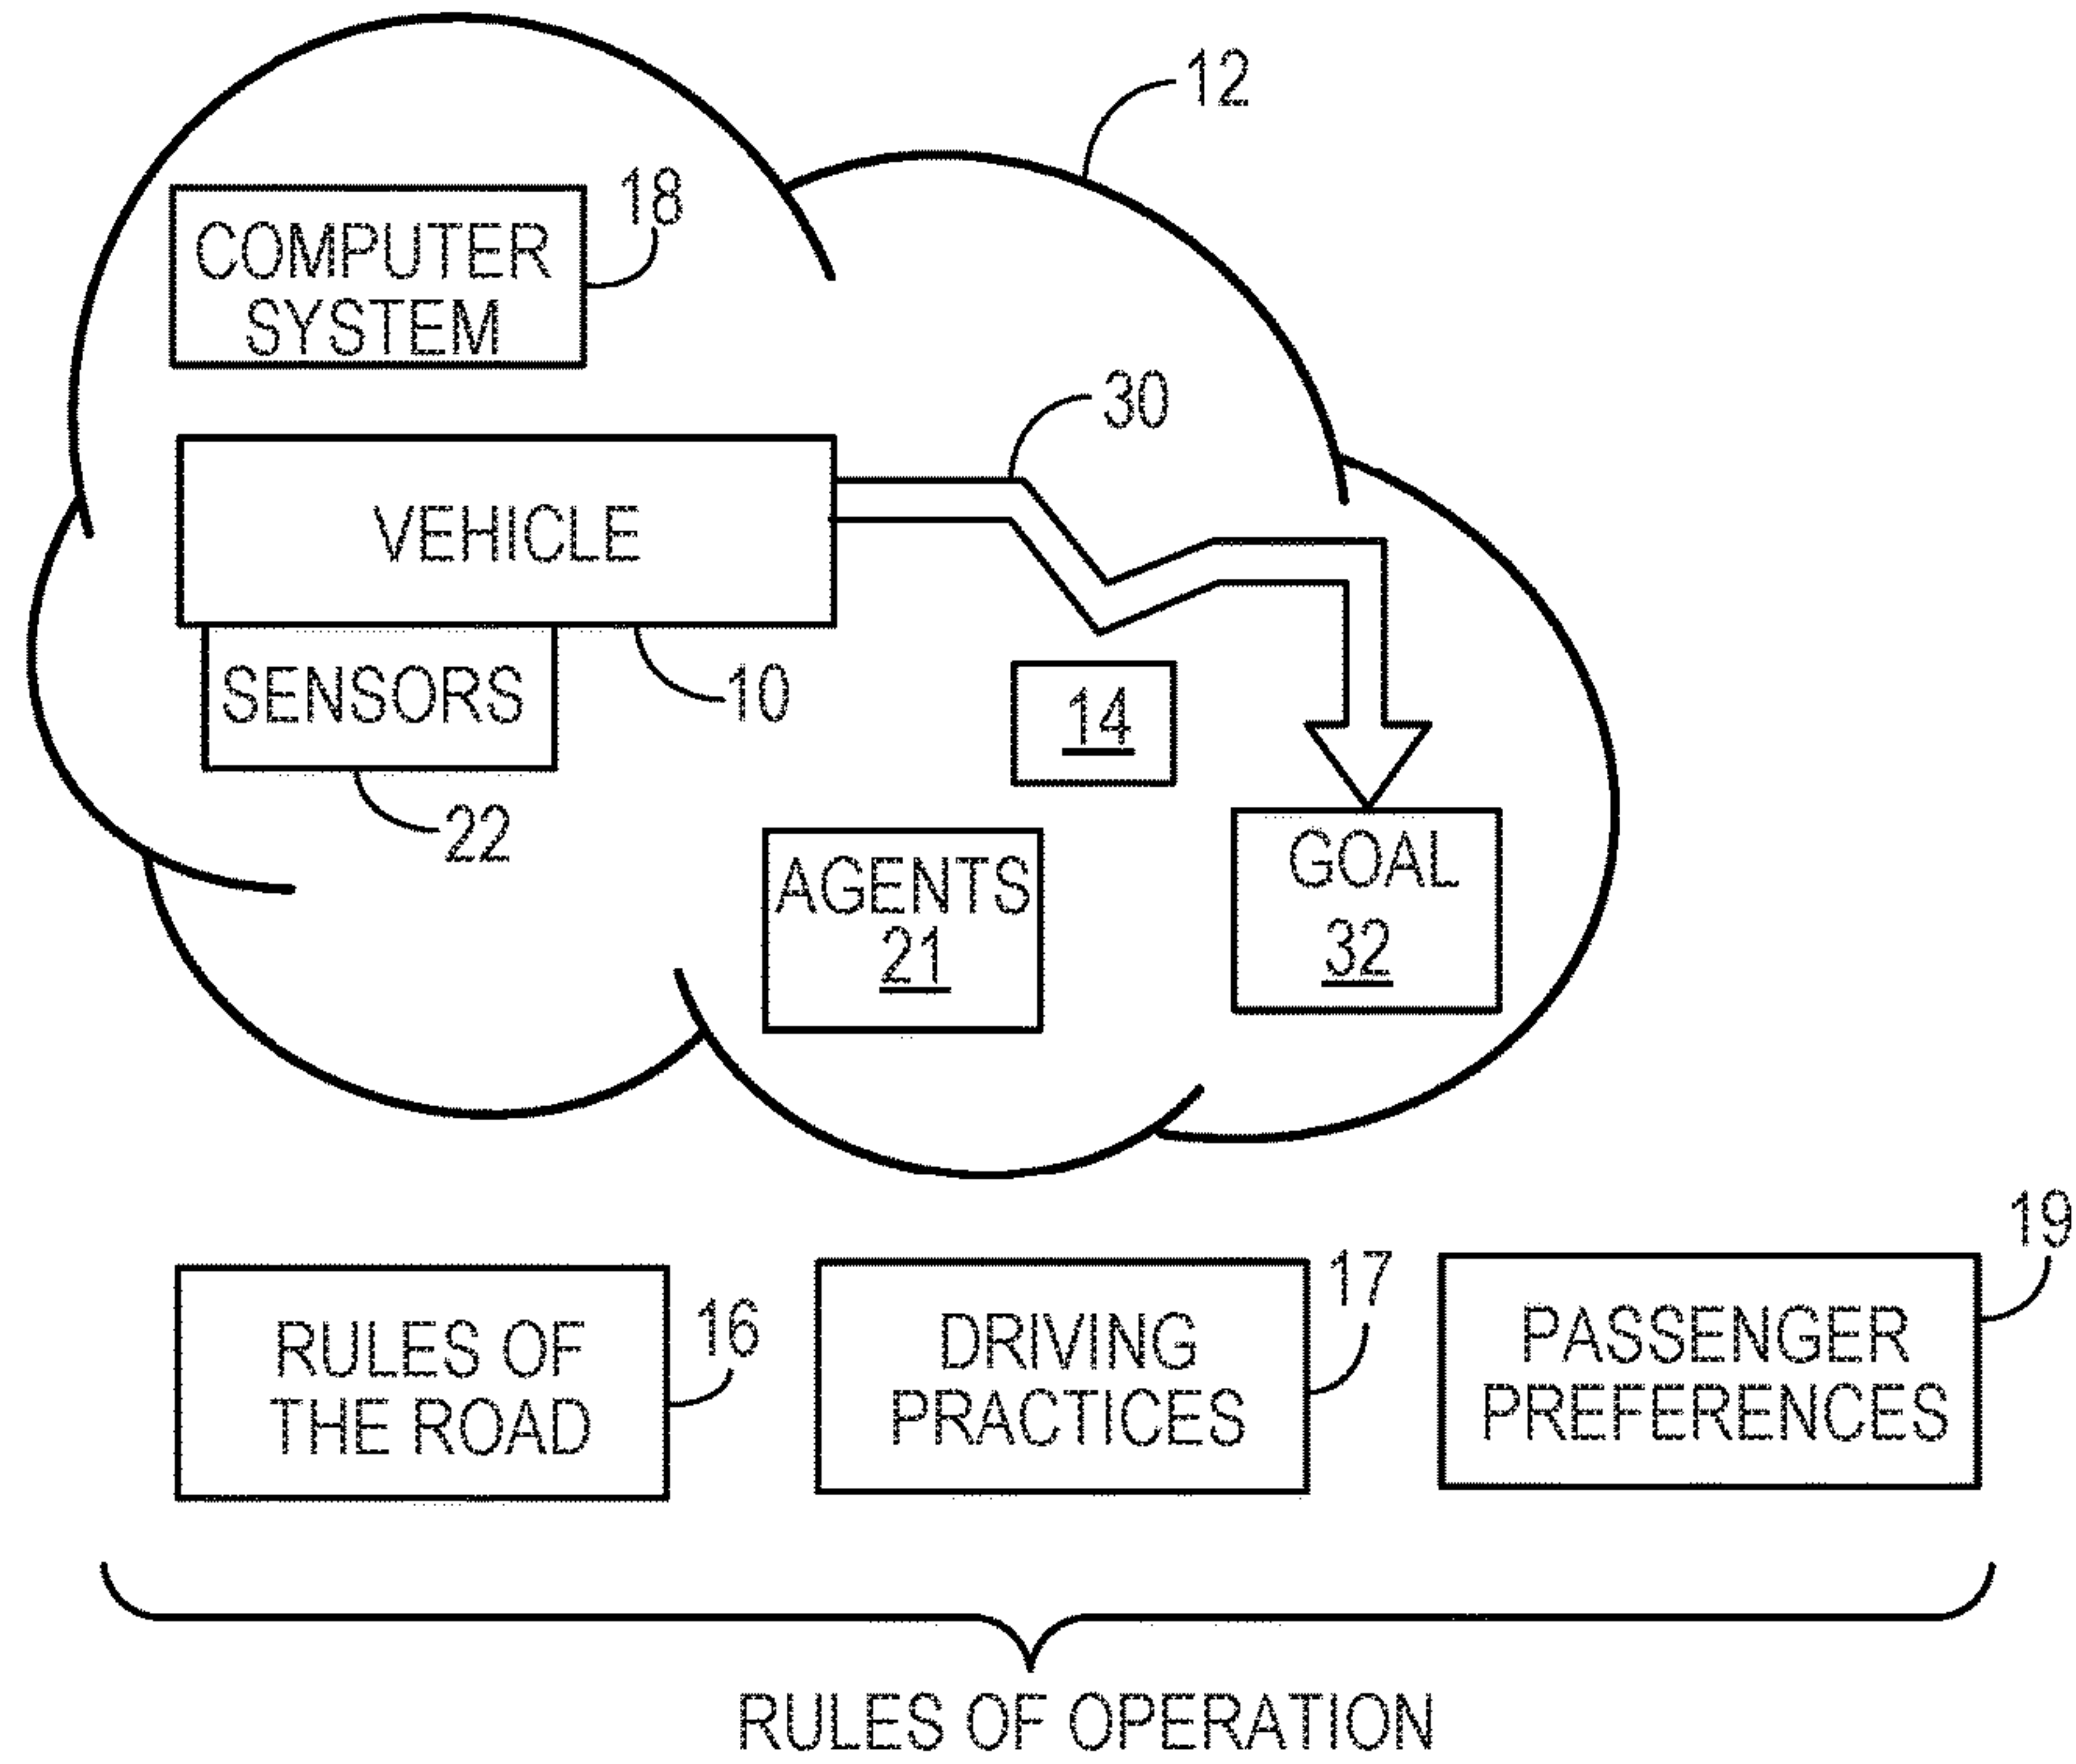 12
18
COMPUTER
SYSTEM
30
VEHICLE
SENSORS
10
14
22
AGENTS
21
GOAL
32
19
16
17
RULES OF
THE ROAD
DRIVING
PRACTICES
PASSENGER
PREFERENCES
RULES OF OPERATION